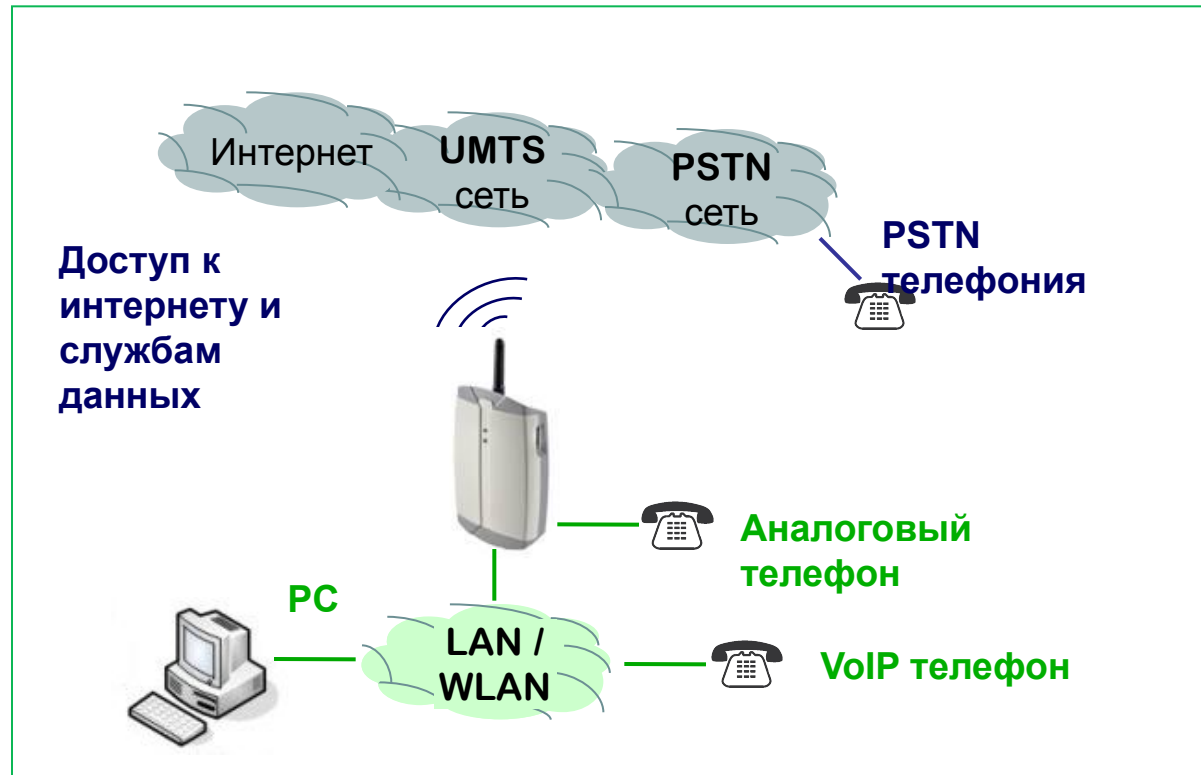 Интернет
UMTS
сеть
PSTN
сеть
PSTN
телефония
Доступ к
интернету и
службам
данных
Аналоговый
телефон
PC
LAN /
WLAN
VoIP телефон